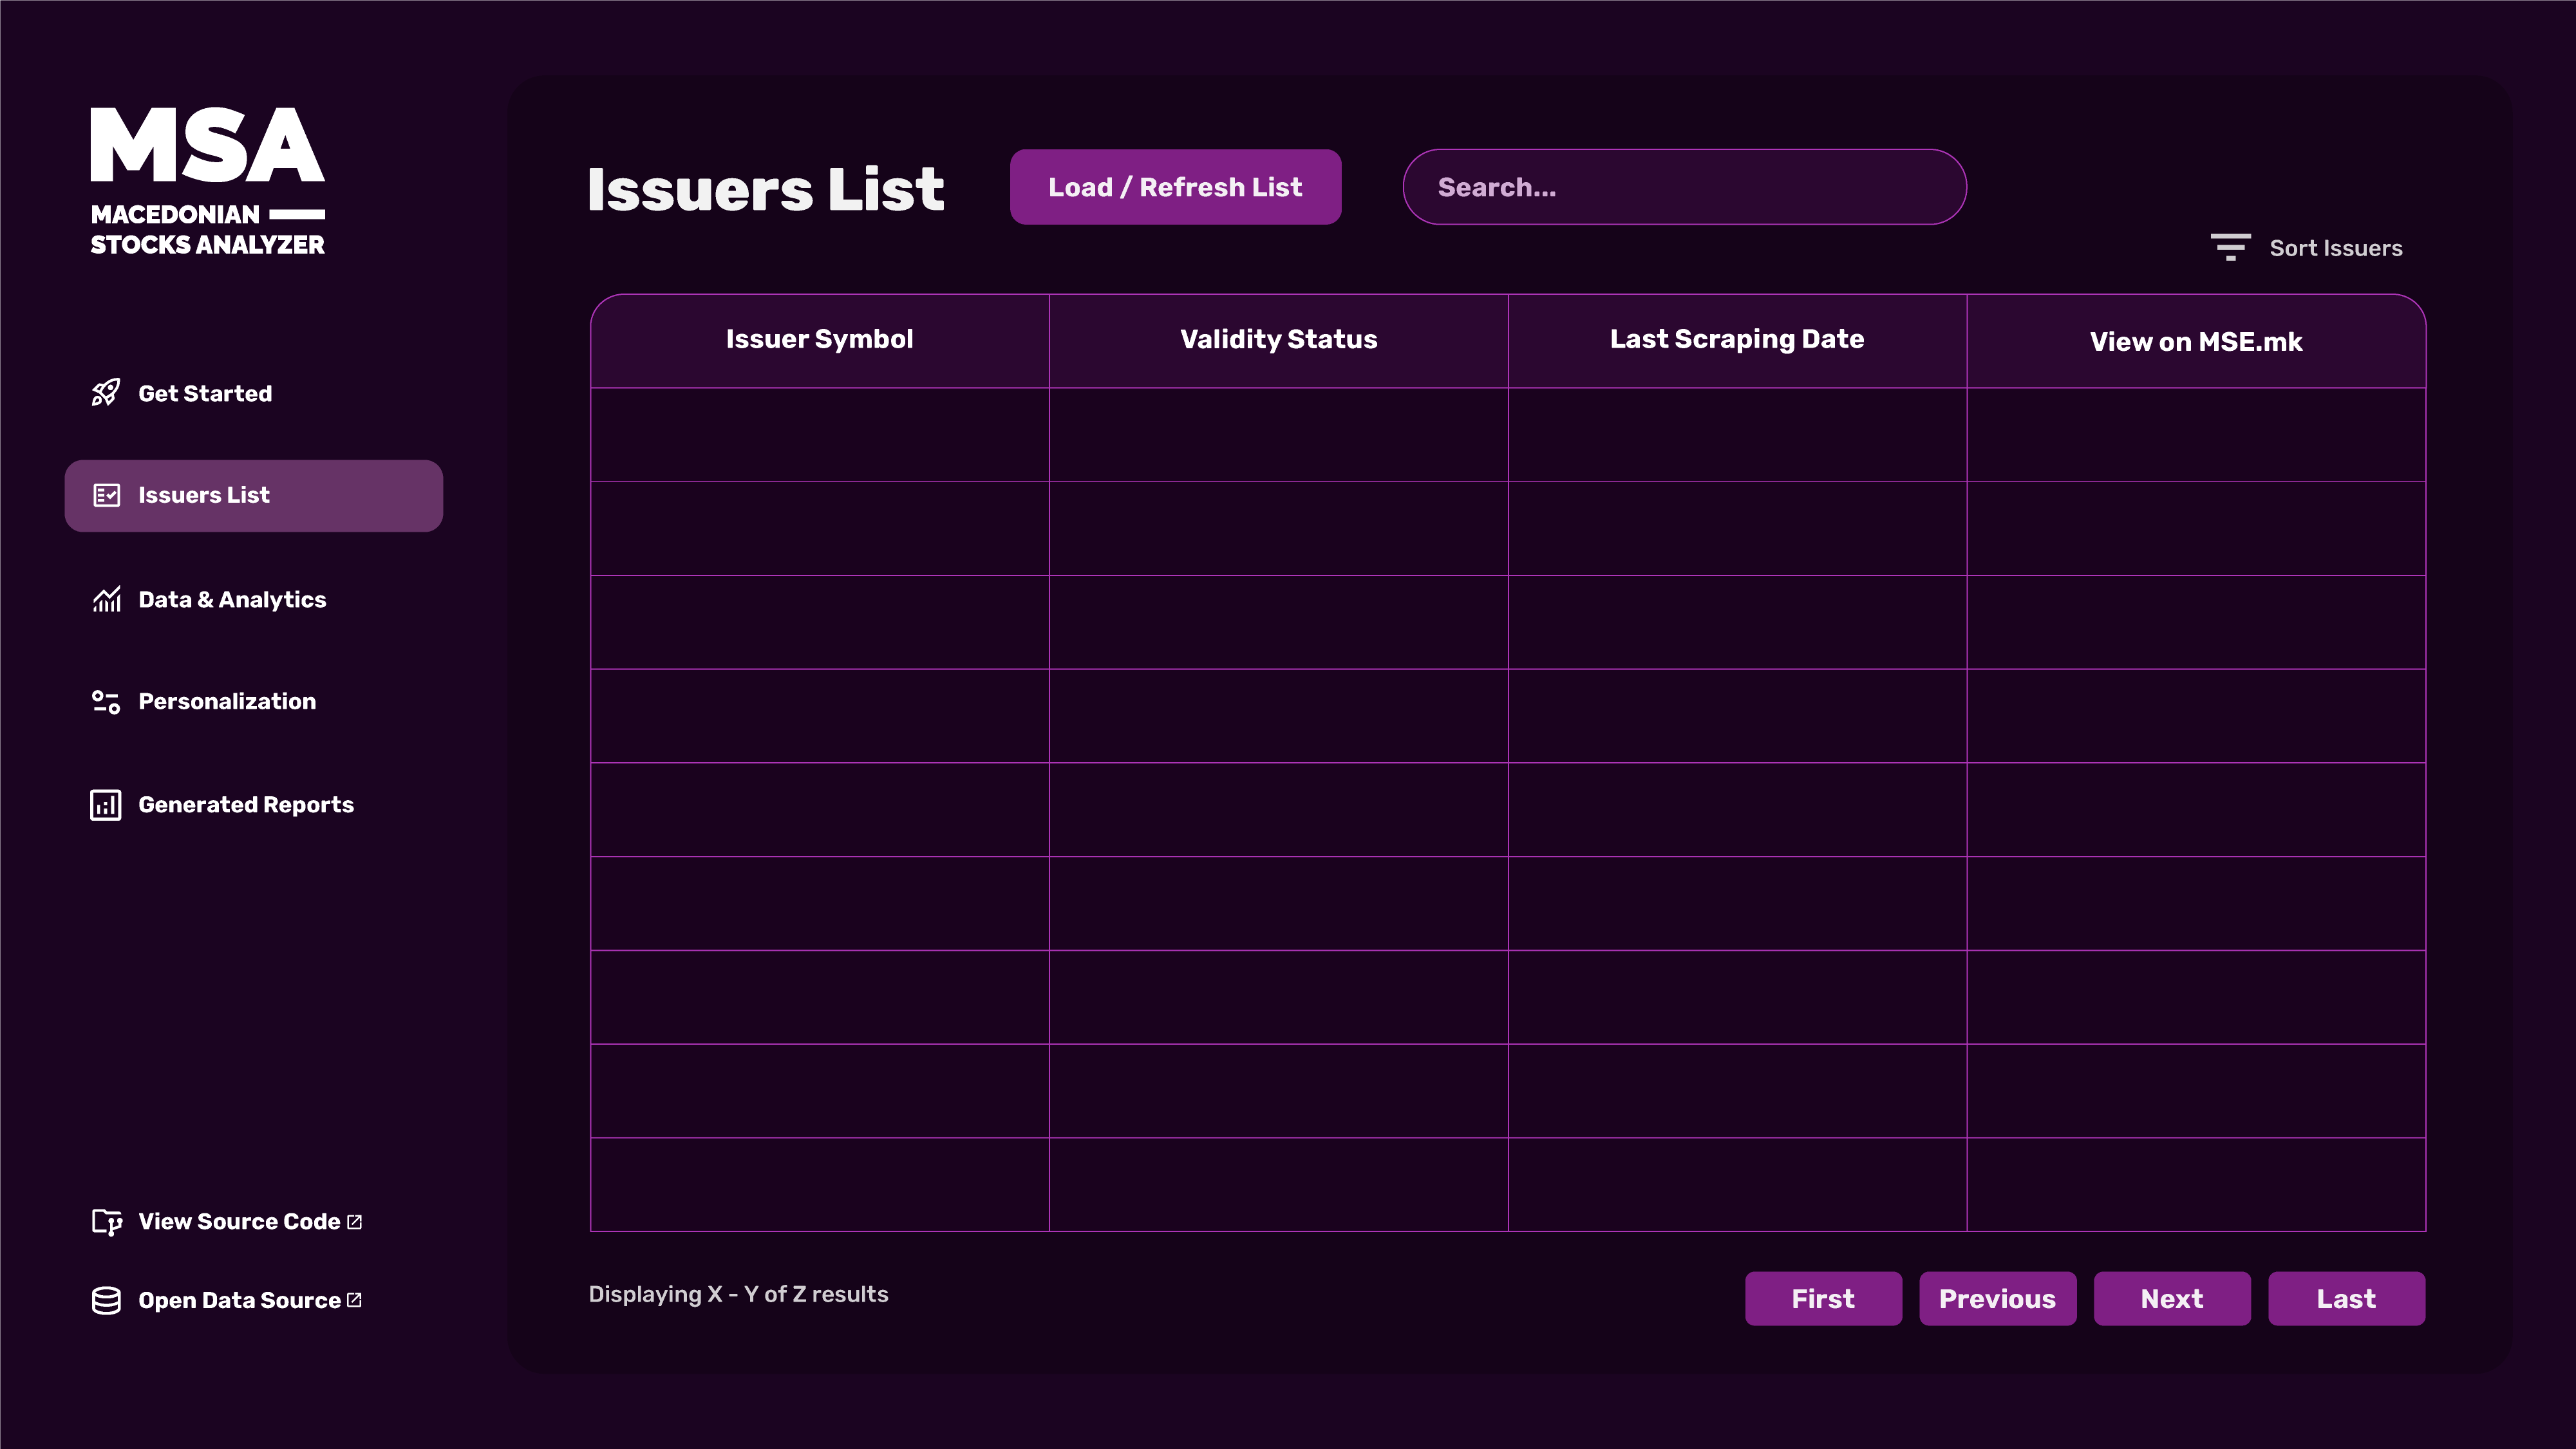 MSA
MACEDONIAN
STOCKS ANALYZER
Get Started
Issuers List
Data & Analytics
Personalization
Generated Reports
View Source Code
Open Data Source
Issuers List
Load / Refresh List
Search...
Sort Issuers
Issuer Symbol
Validity Status
Last Scraping Date
View on MSE.mk
Displaying X - Y of Z results
First
Previous
Next
Last